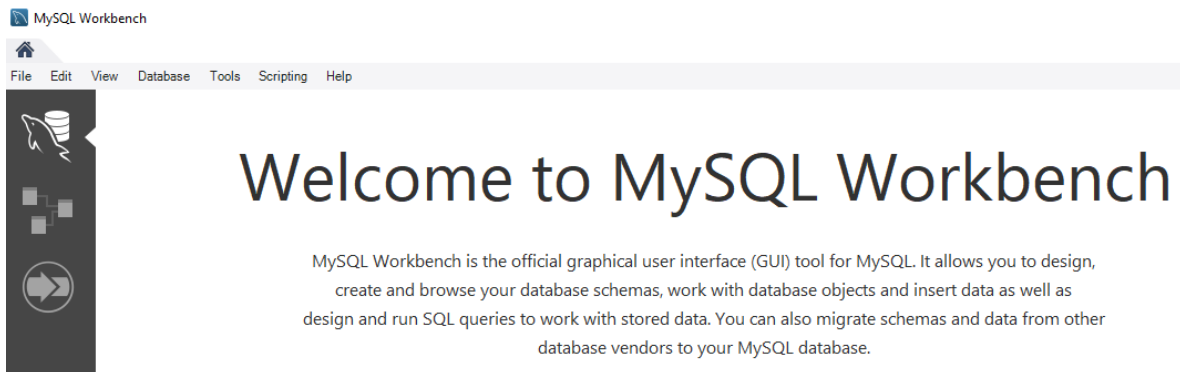 MySQL Workbench
File Edit View Database Tools Scripting Help
Welcome to MySQL Workbench
MySQL Workbench is the official graphical user interface (GUI) tool for MySQL. It allows you to design,
create and browse your database schemas, work with database objects and insert data as well as
design and run SQL queries to work with stored data. You can also migrate schemas and data from other
database vendors to your MySQL database.